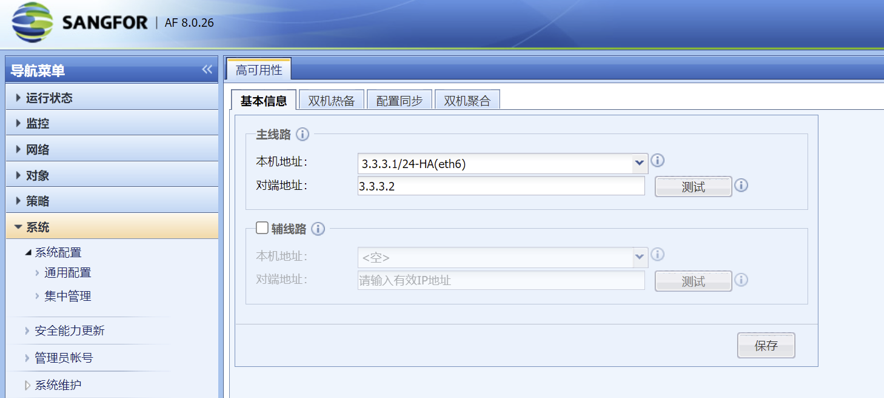 SANGFOR | AF 8.0.26
导航菜单
运行状态
监控
网络
对象
策略
系统
系统配置
通用配置
集中管理
安全能力更新
管理员帐号
系统维护
高可用性
基本信息 双机热备 配置同步 双机聚合
主线路
本机地址: 3.3.3.1/24-HA(eth6)
对端地址: 3.3.3.2 测试
辅线路
本机地址: <空>
对端地址: 请输入有效IP地址 测试
保存